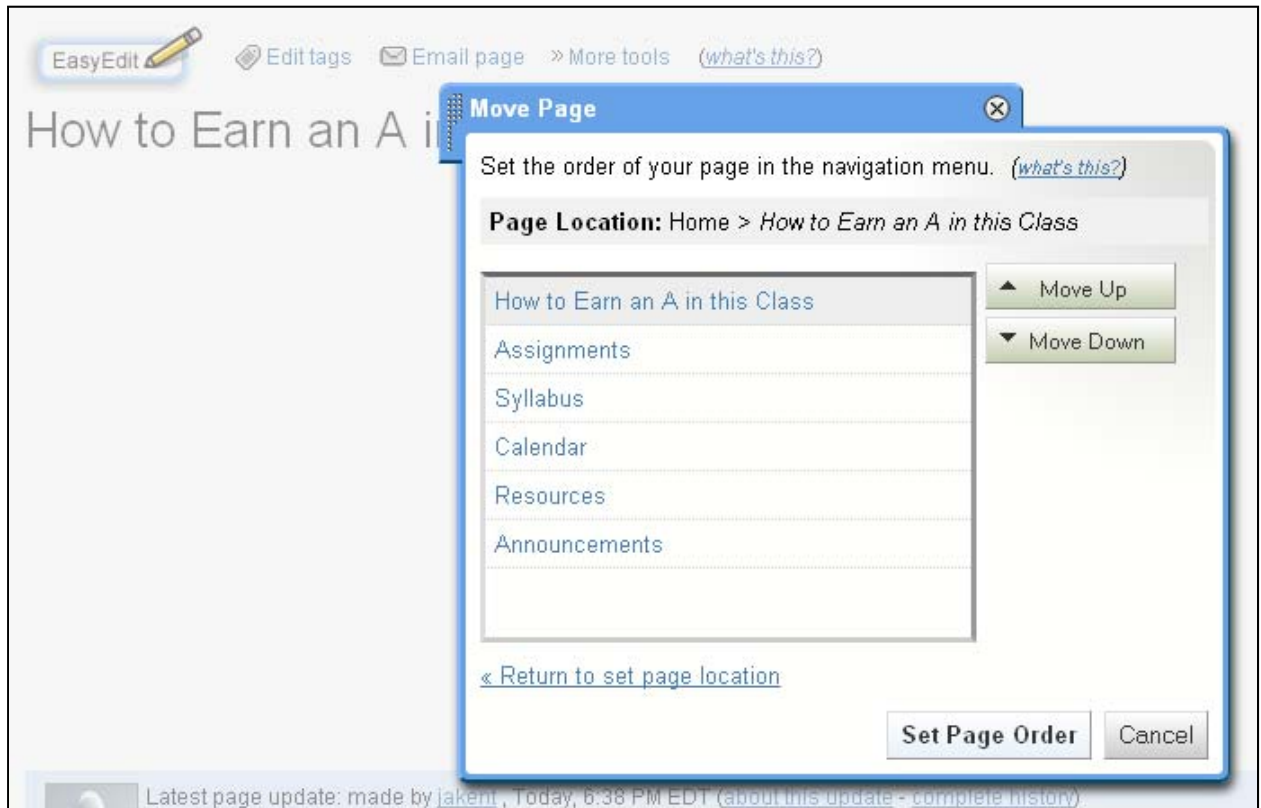 EasyEdit Edit tags Email page » More tools (what's this?)
How to Earn an A i
Move Page
Set the order of your page in the navigation menu. (what's this?)
Page Location: Home > How to Earn an A in this Class
How to Earn an A in this Class
Assignments
Syllabus
Calendar
Resources
Announcements
Move Up
Move Down
« Return to set page location
Set Page Order Cancel
Latest page update: made by jakent , Today, 6:38 PM EDT (about this update - complete history)